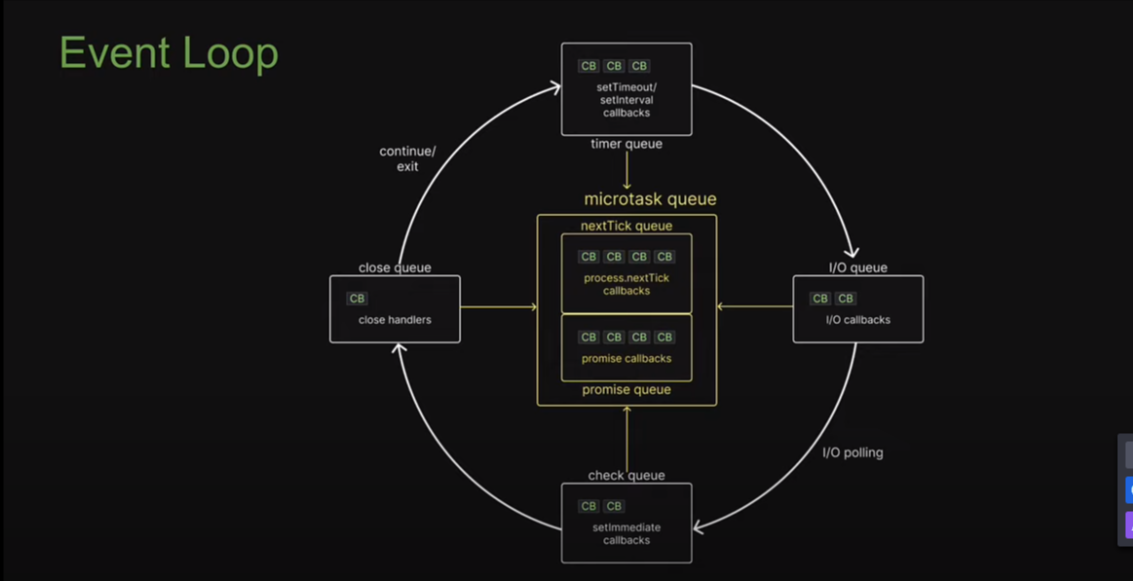 Event Loop
CB CB CB
setTimeout/
setInterval
callbacks
timer queue
continue/
exit
microtask queue
nextTick queue
CB CB CB CB
process.nextTick
callbacks
CB CB CB CB
promise callbacks
promise queue
close queue
CB
close handlers
I/O queue
CB CB
I/O callbacks
I/O polling
check queue
CB CB
setImmediate
callbacks